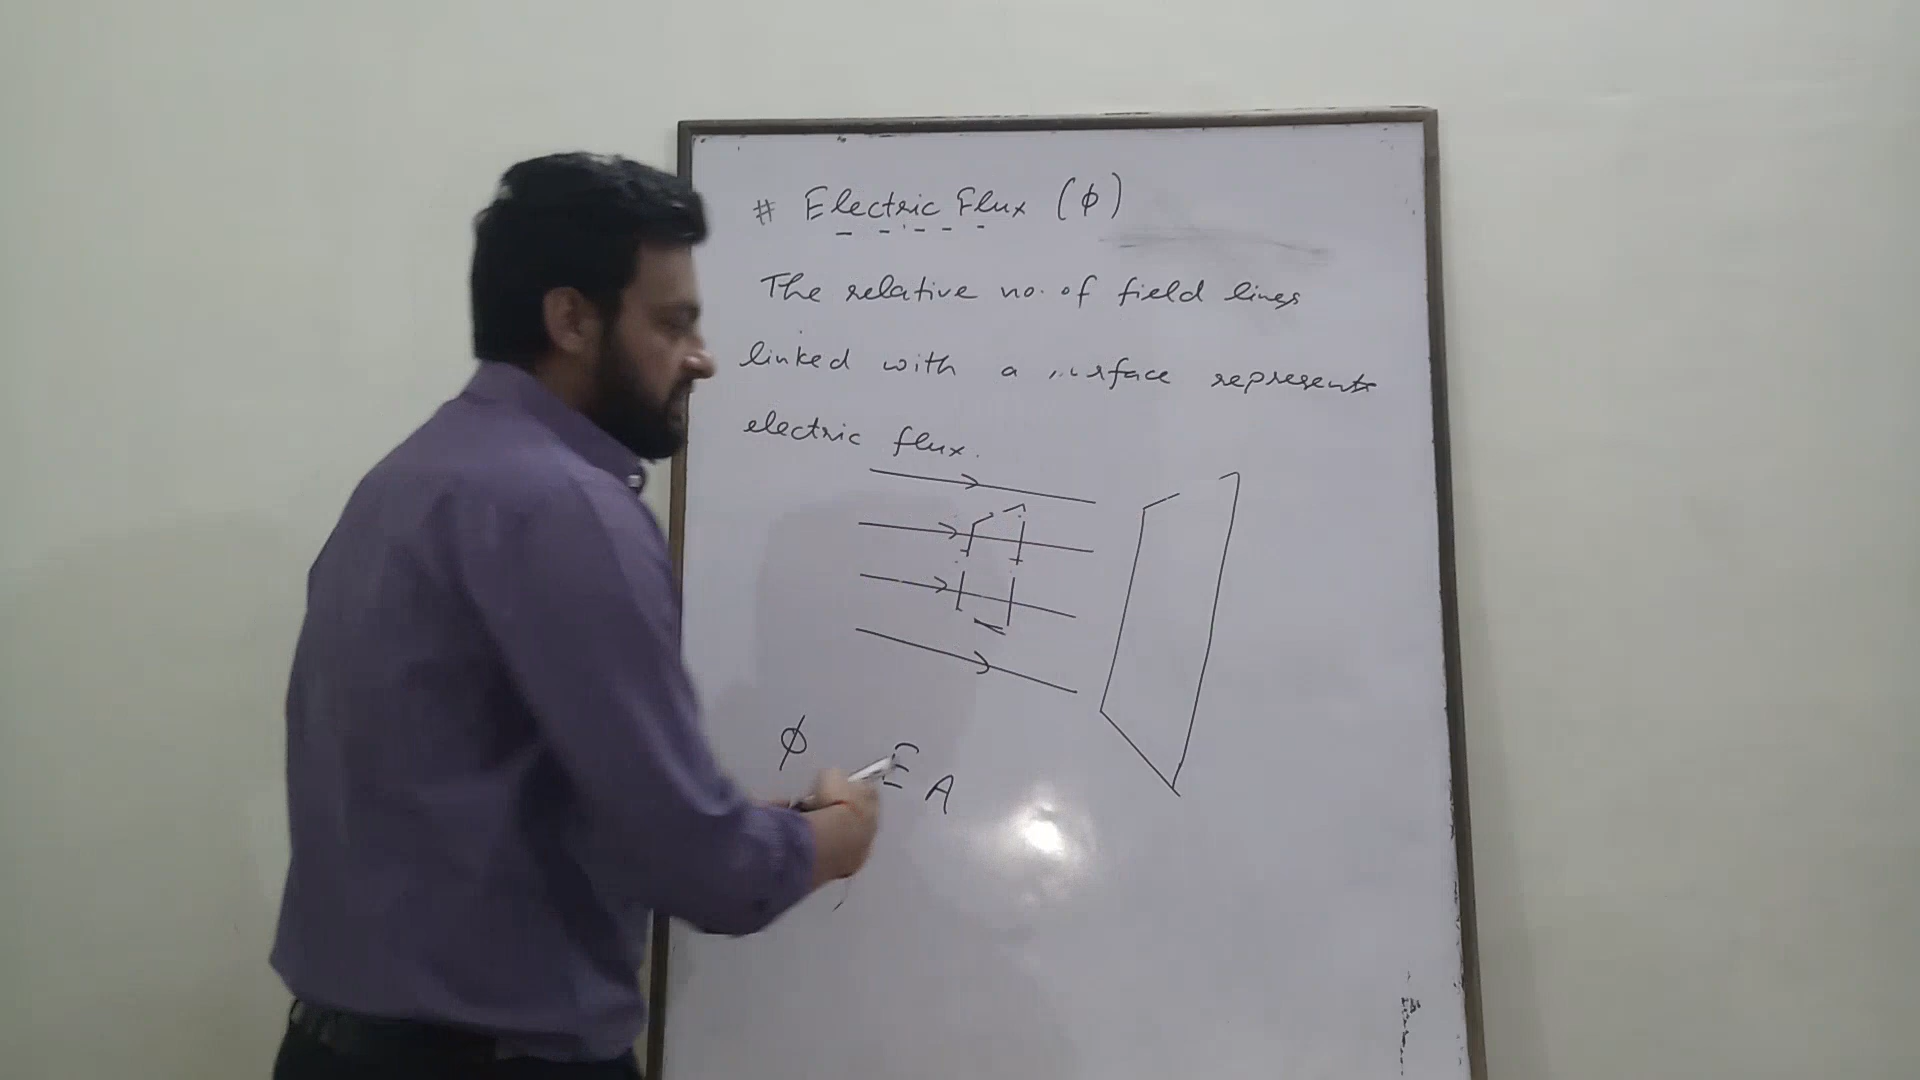 # Electric Flux (ϕ)
The relative no. of field lines
linked with a surface represents
electric flux.
ϕ E A